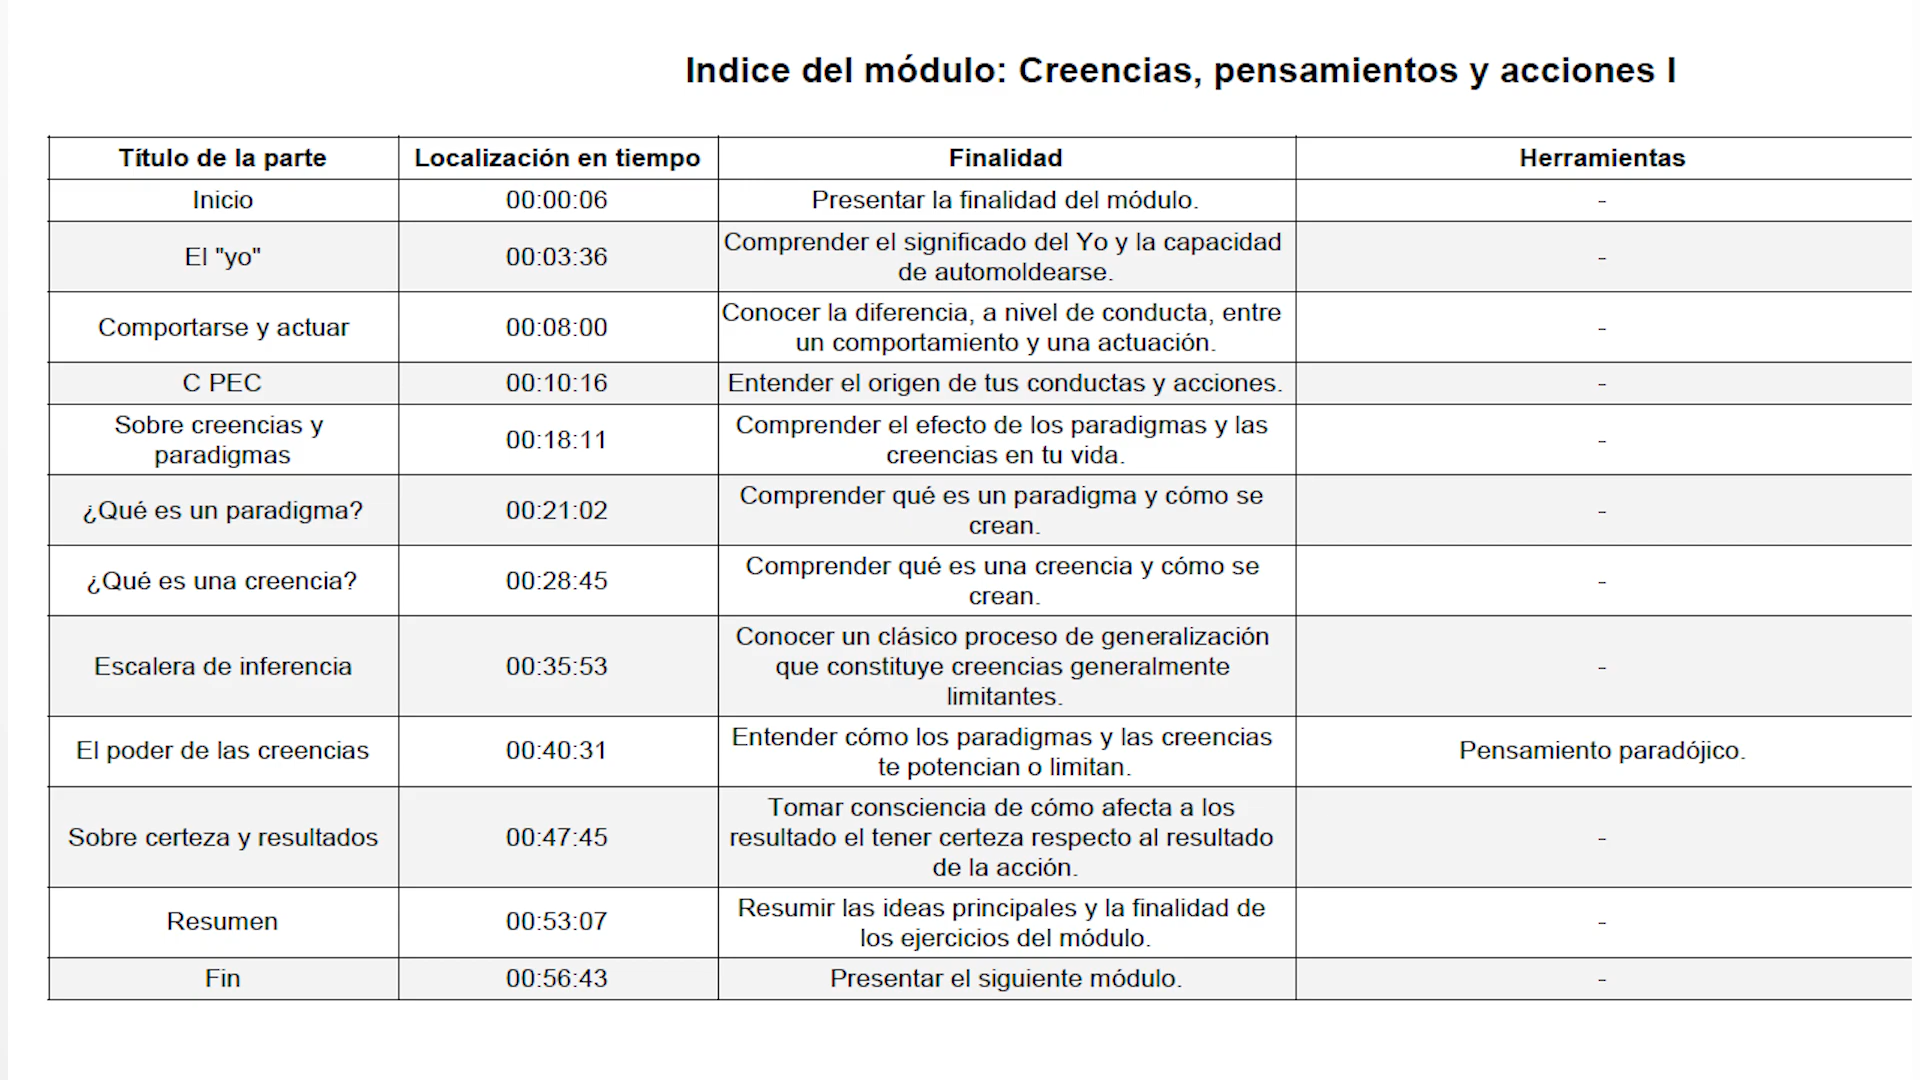 Indice del módulo: Creencias, pensamientos y acciones I
Título de la parte Localización en tiempo Finalidad Herramientas
Inicio 00:00:06 Presentar la finalidad del módulo. -
El "yo" 00:03:36 Comprender el significado del Yo y la capacidad
de automoldearse. -
Comportarse y actuar 00:08:00 Conocer la diferencia, a nivel de conducta, entre
un comportamiento y una actuación. -
C PEC 00:10:16 Entender el origen de tus conductas y acciones. -
Sobre creencias y
paradigmas 00:18:11 Comprender el efecto de los paradigmas y las
creencias en tu vida. -
¿Qué es un paradigma? 00:21:02 Comprender qué es un paradigma y cómo se
crean. -
¿Qué es una creencia? 00:28:45 Comprender qué es una creencia y cómo se
crean. -
Escalera de inferencia 00:35:53 Conocer un clásico proceso de generalización
que constituye creencias generalmente
limitantes. -
El poder de las creencias 00:40:31 Entender cómo los paradigmas y las creencias
te potencian o limitan. Pensamiento paradójico.
Sobre certeza y resultados 00:47:45 Tomar consciencia de cómo afecta a los
resultado el tener certeza respecto al resultado
de la acción. -
Resumen 00:53:07 Resumir las ideas principales y la finalidad de
los ejercicios del módulo. -
Fin 00:56:43 Presentar el siguiente módulo. -